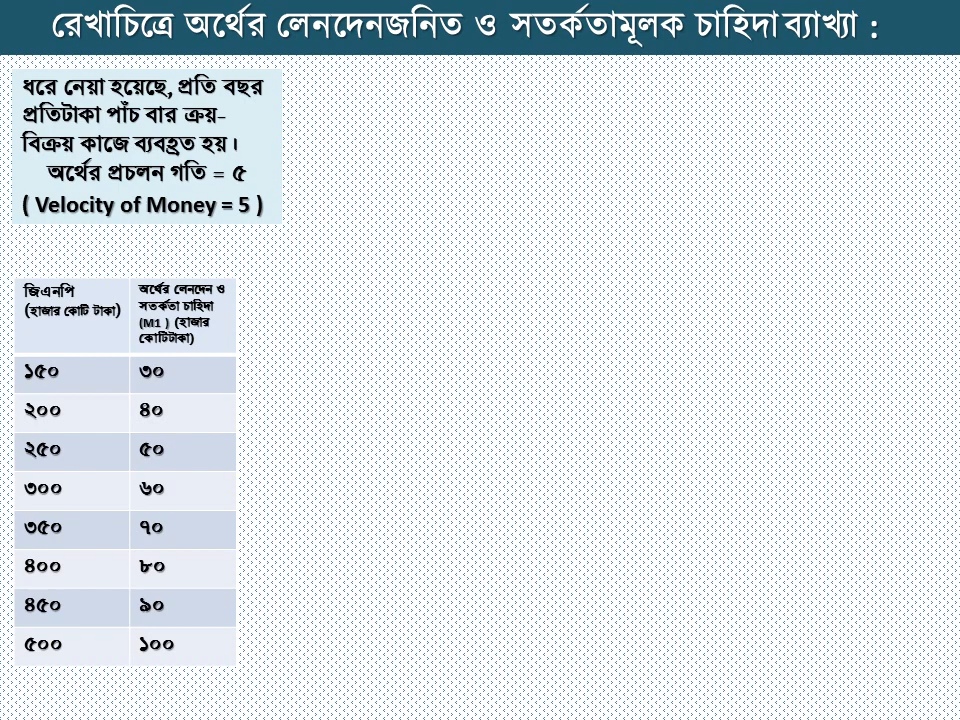 রেখাচিত্রে অর্থের লেনদেনজনিত ও সতর্কতামূলক চাহিদা ব্যাখ্যা :
ধরে নেয়া হয়েছে, প্রতি বছর
প্রতিটাকা পাঁচ বার ক্রয়-
বিক্রয় কাজে ব্যবহৃত হয়।
অর্থের প্রচলন গতি = ৫
( Velocity of Money = 5 )
জিএনপি
(হাজার কোটি টাকা)
অর্থের লেনদেন ও
সতর্কতা চাহিদা
(M1 ) (হাজার
কোটিটাকা)
১৫০ ৩০
২০০ ৪০
২৫০ ৫০
৩০০ ৬০
৩৫০ ৭০
৪০০ ৮০
৪৫০ ৯০
৫০০ ১০০